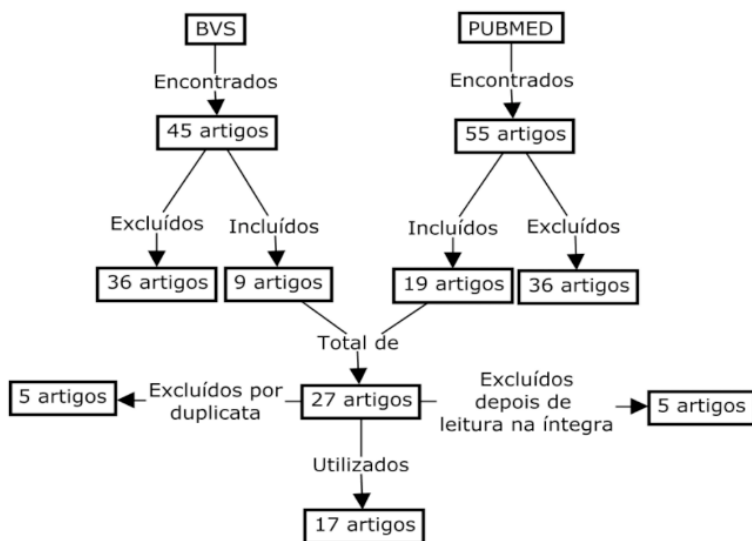 BVS
PUBMED
Encontrados
Encontrados
45 artigos
55 artigos
Excluídos
Incluídos
Incluídos
Excluídos
36 artigos
9 artigos
19 artigos
36 artigos
Total de
5 artigos
Excluídos por
duplicata
27 artigos
Excluídos
depois de
leitura na íntegra
5 artigos
Utilizados
17 artigos